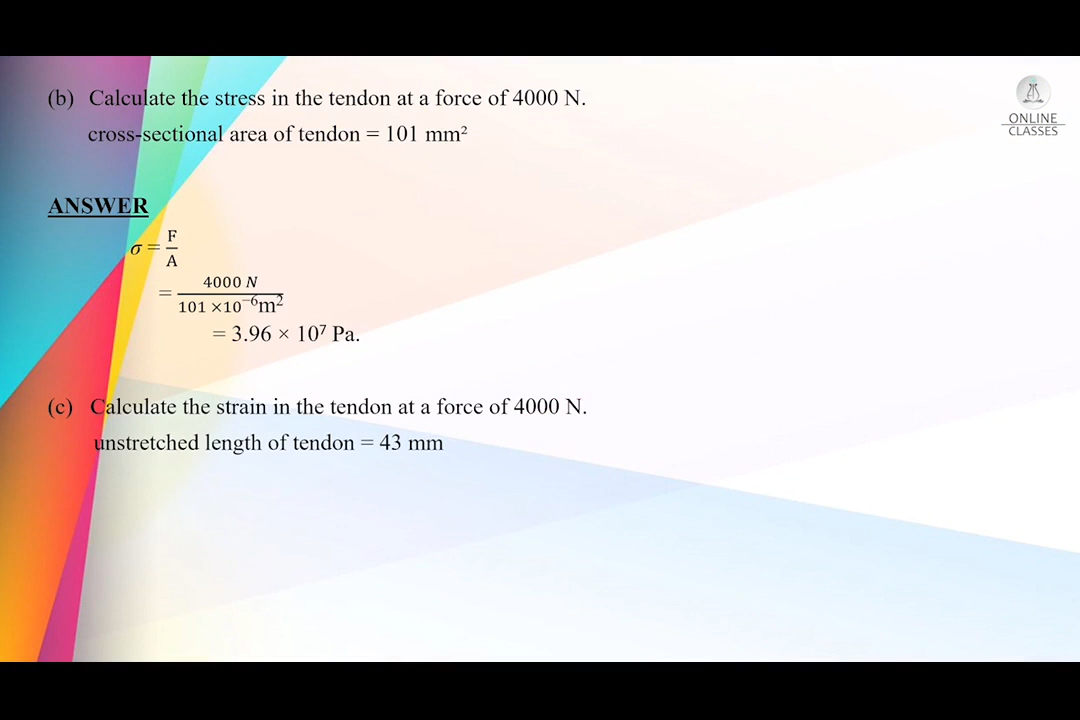 (b) Calculate the stress in the tendon at a force of 4000 N.
cross-sectional area of tendon = 101 mm²
ONLINE
CLASSES
ANSWER
σ = F/A
= 4000 N / 101 ×10⁻⁶m²
= 3.96 × 10⁷ Pa.
(c) Calculate the strain in the tendon at a force of 4000 N.
unstretched length of tendon = 43 mm